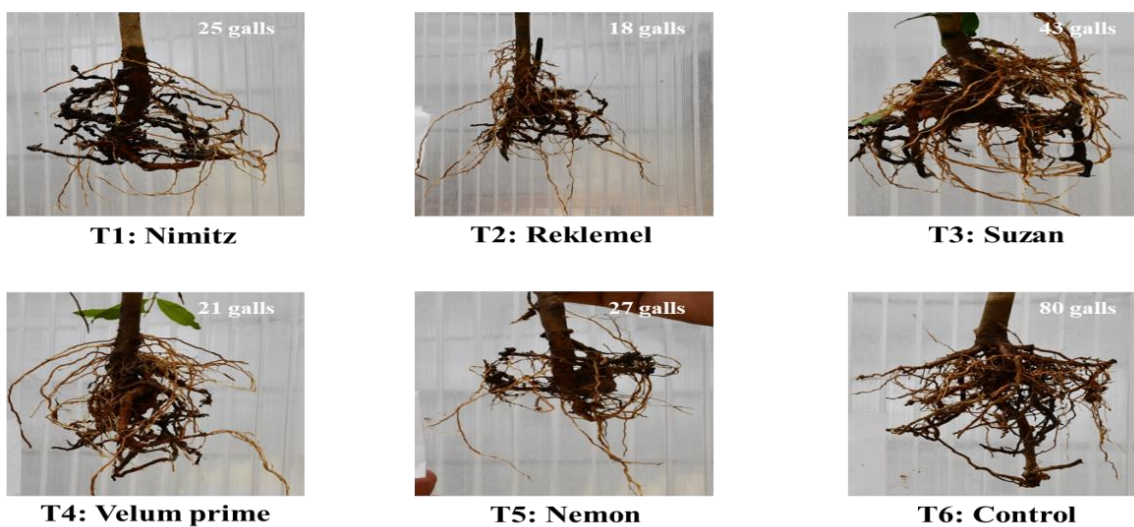 25 galls
18 galls
43 galls
T1: Nimitz
T2: Reklemel
T3: Suzan
21 galls
27 galls
80 galls
T4: Velum prime
T5: Nemon
T6: Control